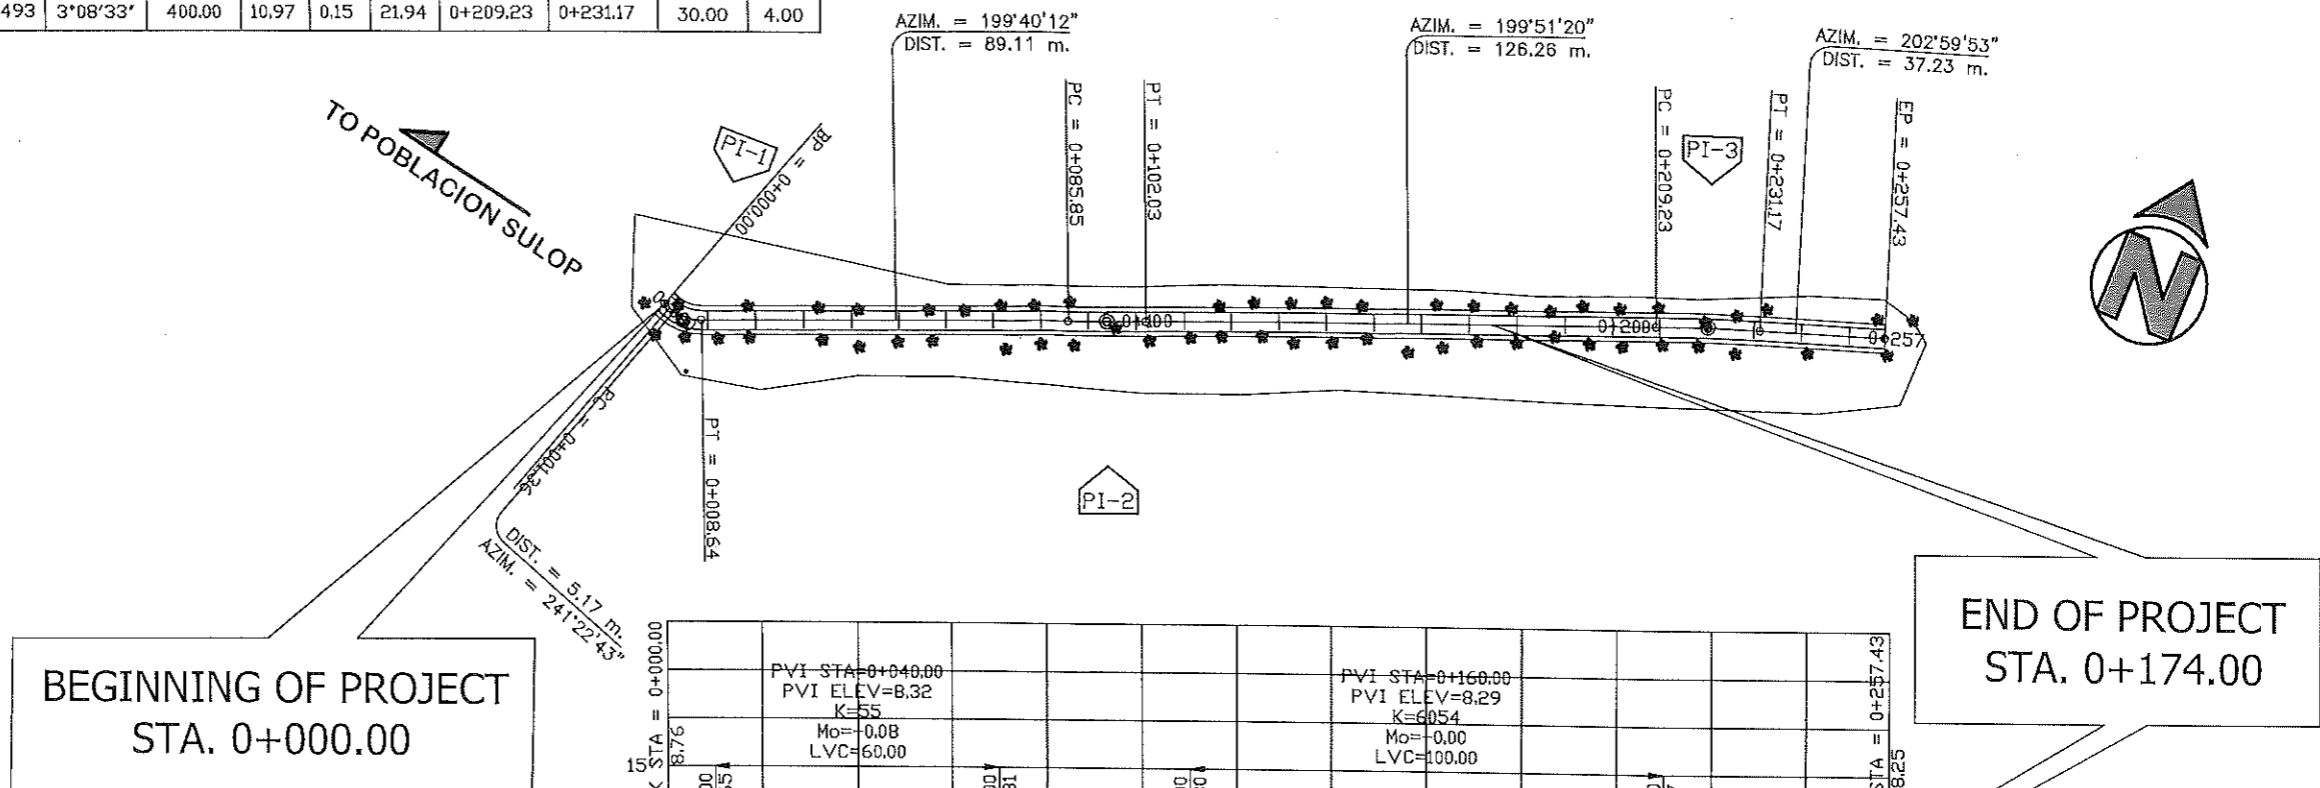 493 3°08'33" 400.00 10.97 0.15 21.94 0+209.23 0+231.17 30.00 4.00
AZIM. = 199°40'12"
DIST. = 89.11 m.
AZIM. = 199°51'20"
DIST. = 126.26 m.
AZIM. = 202°59'53"
DIST. = 37.23 m.
TO POBLACION SULOP
PI-1
BP = 0+000.00
PC = 0+085.85
PT = 0+102.03
PC = 0+209.23
PI-3
PT = 0+231.17
EP = 0+257.43
N
0+100
0+200
0+257
PC = 0+001.36
PT = 0+008.64
PI-2
DIST. = 5.17 m.
AZIM. = 241°22'43"
BEGINNING OF PROJECT
STA. 0+000.00
END OF PROJECT
STA. 0+174.00
STA = 0+000.00
8.76
PVI STA=0+040.00
PVI ELEV=8.32
K=55
Mo=-0.08
LVC=60.00
PVI STA=0+160.00
PVI ELEV=8.29
K=6054
Mo=-0.00
LVC=100.00
STA = 0+257.43
8.25
15